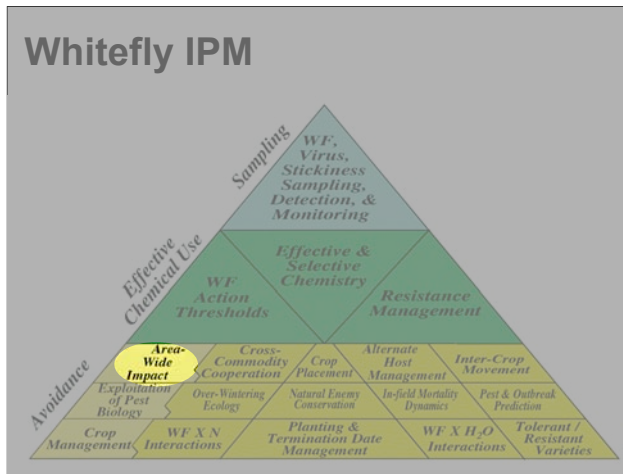 Whitefly IPM
Sampling
WF,
Virus,
Stickiness
Sampling,
Detection, &
Monitoring
Effective
Chemical Use
WF
Action
Thresholds
Effective &
Selective
Chemistry
Resistance
Management
Avoidance
Area-
Wide
Impact
Cross-
Commodity
Cooperation
Crop
Placement
Alternate
Host
Management
Inter-Crop
Movement
Exploitation
of Pest
Biology
Over-Wintering
Ecology
Natural Enemy
Conservation
In-field Mortality
Dynamics
Pest & Outbreak
Prediction
Crop
Management
WF X N
Interactions
Planting &
Termination Date
Management
WF X H₂O
Interactions
Tolerant /
Resistant
Varieties